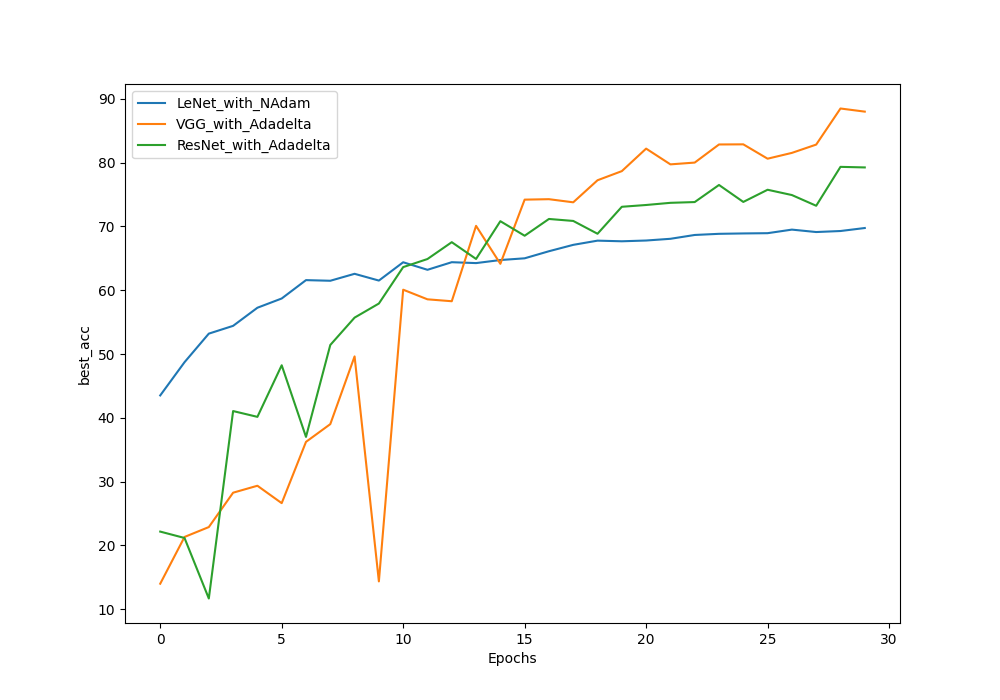 LeNet_with_NAdam
VGG_with_Adadelta
ResNet_with_Adadelta
90
80
70
60
50
40
30
20
10
best_acc
0 5 10 15 20 25 30
Epochs